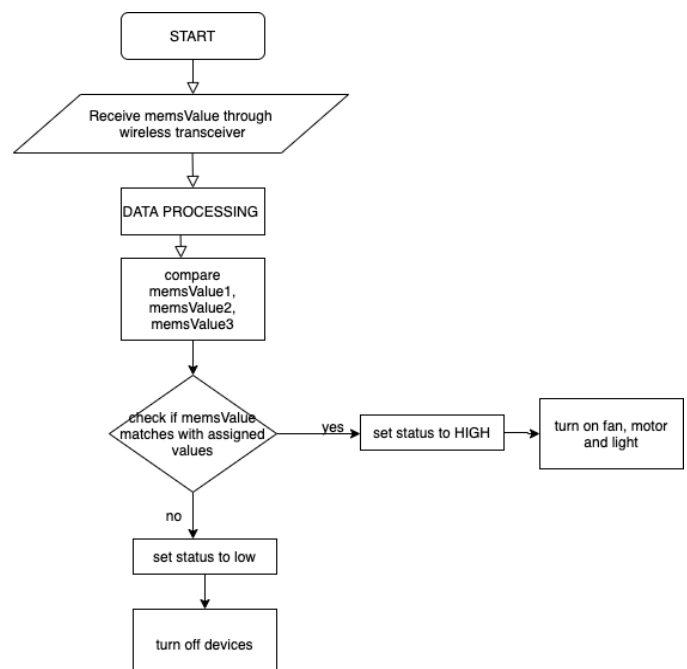 START
Receive memsValue through
wireless transceiver
DATA PROCESSING
compare
memsValue1,
memsValue2,
memsValue3
check if memsValue
matches with assigned
values
yes
set status to HIGH
turn on fan, motor
and light
no
set status to low
turn off devices